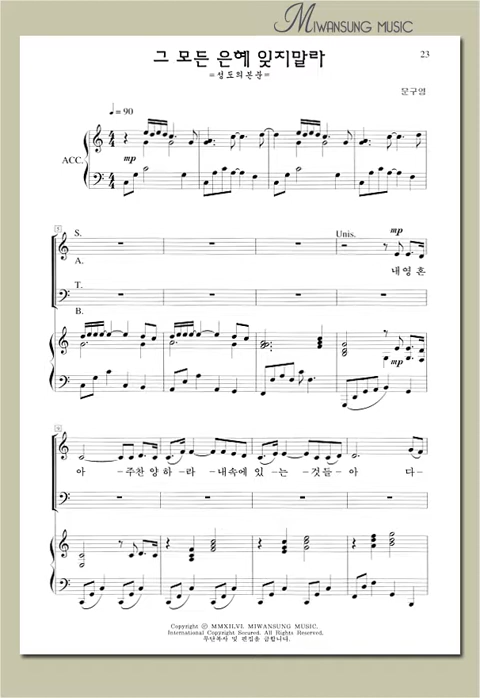 MIWANSUNG MUSIC
그 모든 은혜 잊지말라
23
=성도의본분=
문구영
♩= 90
ACC.
mp
S.
Unis.
mp
A.
내영혼
T.
B.
mp
아 - 주찬양하 - 라 - 내속에있 - 는 - 것들 - 아 다 -
Copyright ⓟ MMXII.VI. MIWANSUNG MUSIC.
International Copyright Secured. All Rights Reserved.
무단복사 및 편집을 금합니다.